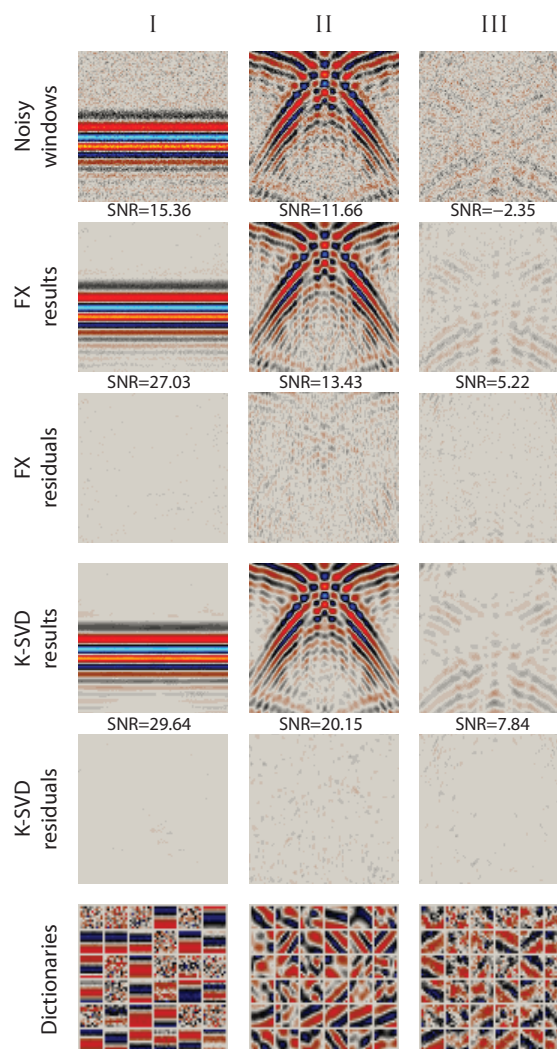 I II III
Noisy
windows
SNR=15.36 SNR=11.66 SNR=−2.35
FX
results
SNR=27.03 SNR=13.43 SNR=5.22
FX
residuals
K-SVD
results
SNR=29.64 SNR=20.15 SNR=7.84
K-SVD
residuals
Dictionaries